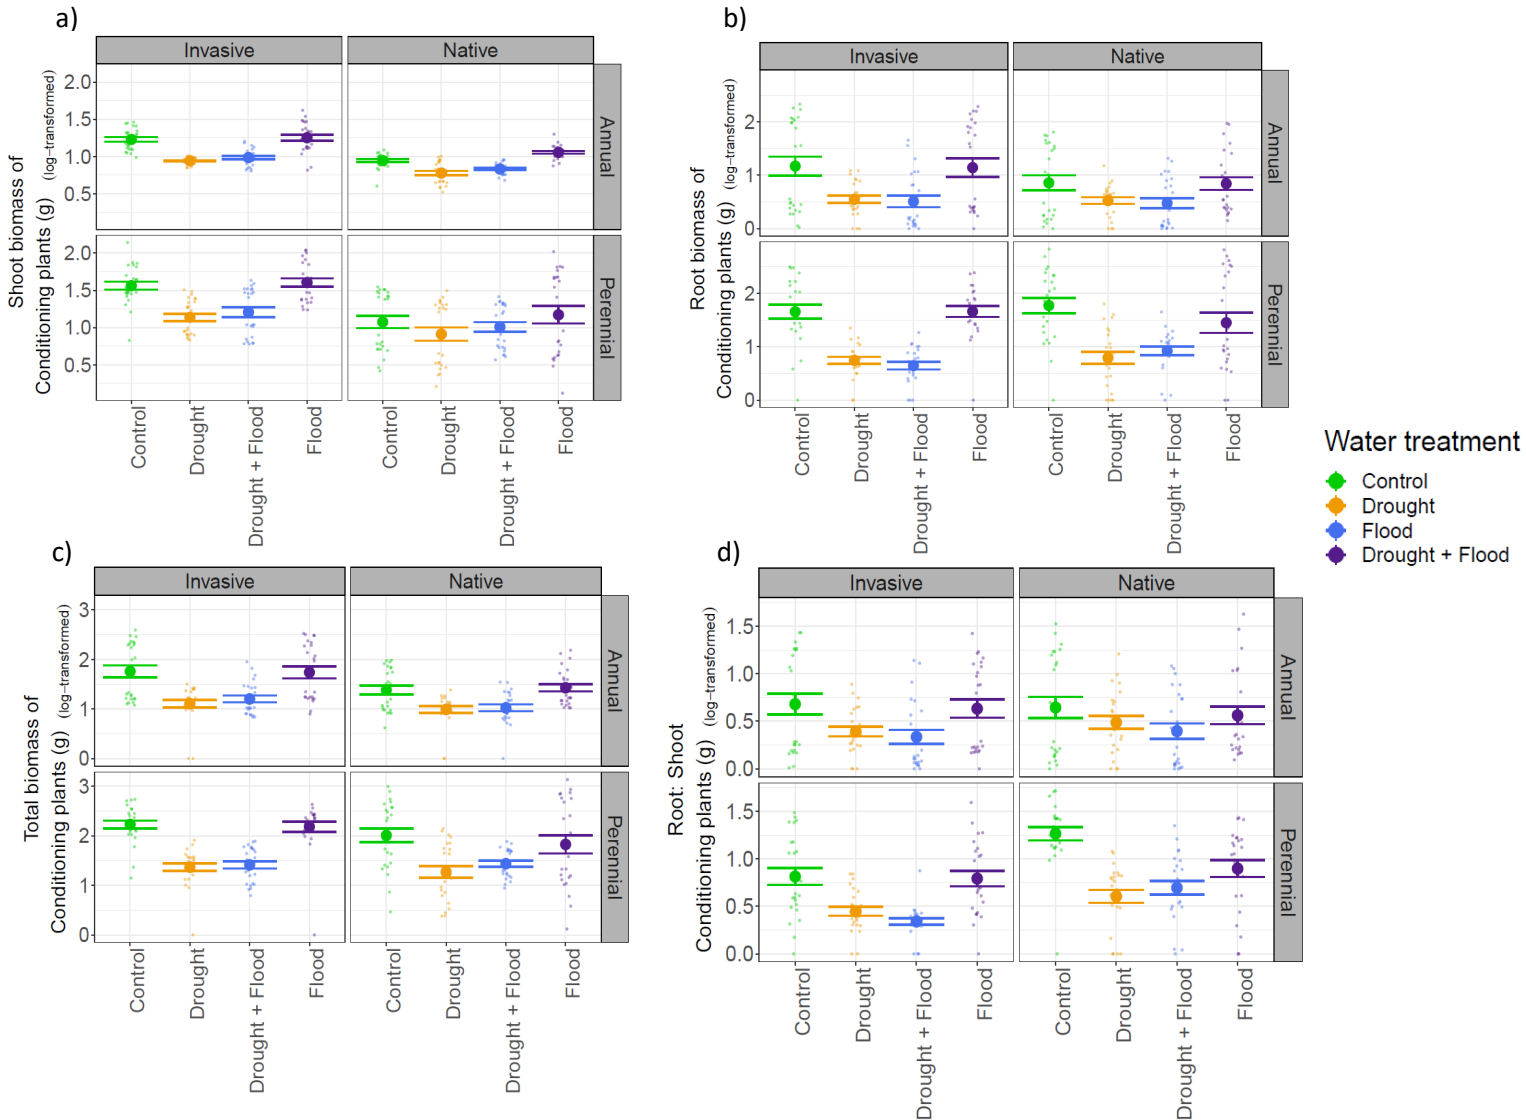 a)
Invasive
Native
Shoot biomass of
Conditioning plants (g) (log−transformed)
2.0
1.5
1.0
0.5
Annual
2.0
1.5
1.0
0.5
Perennial
Control
Drought
Drought + Flood
Flood
Control
Drought
Drought + Flood
Flood
b)
Invasive
Native
Root biomass of
Conditioning plants (g) (log−transformed)
2
1
0
Annual
2
1
0
Perennial
Control
Drought
Drought + Flood
Flood
Control
Drought
Drought + Flood
Flood
Water treatment
Control
Drought
Flood
Drought + Flood
c)
Invasive
Native
Total biomass of
Conditioning plants (g) (log−transformed)
3
2
1
0
Annual
3
2
1
0
Perennial
Control
Drought
Drought + Flood
Flood
Control
Drought
Drought + Flood
Flood
d)
Invasive
Native
Root: Shoot
Conditioning plants (g) (log−transformed)
1.5
1.0
0.5
0.0
Annual
1.5
1.0
0.5
0.0
Perennial
Control
Drought
Drought + Flood
Flood
Control
Drought
Drought + Flood
Flood